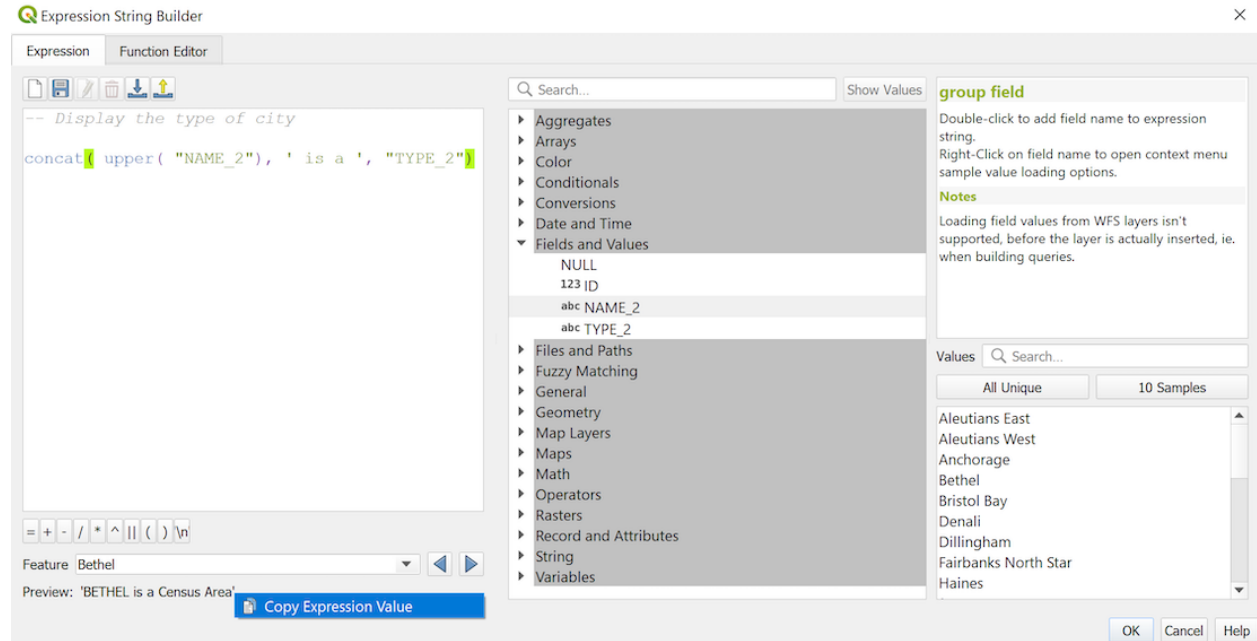 Expression String Builder
Expression
Function Editor
-- Display the type of city
concat( upper( "NAME_2"), ' is a ', "TYPE_2")
= + - / * ^ || ( ) '\n'
Feature Bethel
Preview: 'BETHEL is a Census Area'
Copy Expression Value
Search...
Show Values
Aggregates
Arrays
Color
Conditionals
Conversions
Date and Time
Fields and Values
NULL
123 ID
abc NAME_2
abc TYPE_2
Files and Paths
Fuzzy Matching
General
Geometry
Map Layers
Maps
Math
Operators
Rasters
Record and Attributes
String
Variables
group field
Double-click to add field name to expression
string.
Right-Click on field name to open context menu
sample value loading options.
Notes
Loading field values from WFS layers isn't
supported, before the layer is actually inserted, ie.
when building queries.
Values Search...
All Unique
10 Samples
Aleutians East
Aleutians West
Anchorage
Bethel
Bristol Bay
Denali
Dillingham
Fairbanks North Star
Haines
OK
Cancel
Help